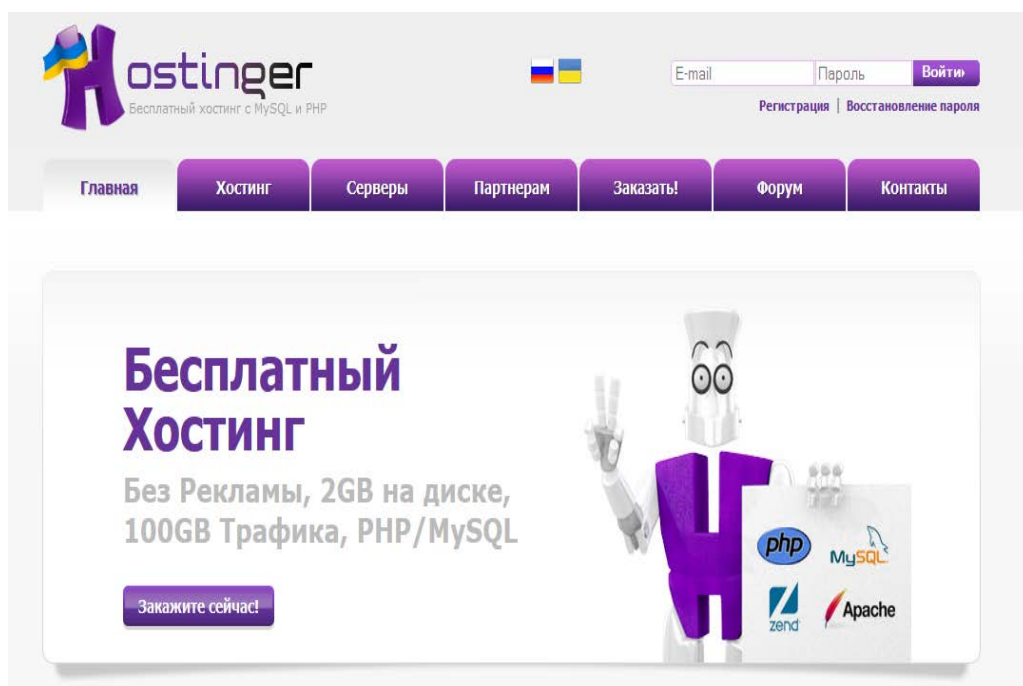 Hostinger
Бесплатный хостинг с MySQL и PHP
E-mail
Пароль
Войти»
Регистрация | Восстановление пароля
Главная
Хостинг
Серверы
Партнерам
Заказать!
Форум
Контакты
Бесплатный
Хостинг
Без Рекламы, 2GB на диске,
100GB Трафика, PHP/MySQL
Закажите сейчас!
H
php
MySQL
zend
Apache